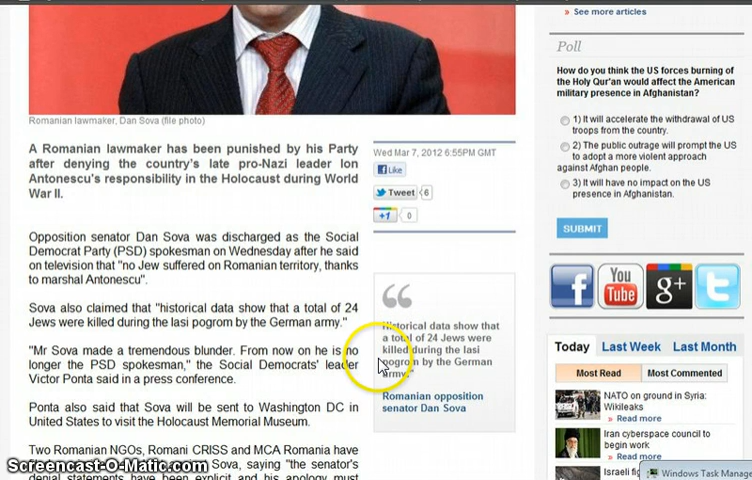 Romanian lawmaker, Dan Sova (file photo)
A Romanian lawmaker has been punished by his Party
after denying the country's late pro-Nazi leader Ion
Antonescu's responsibility in the Holocaust during World
War II.
Opposition senator Dan Sova was discharged as the Social
Democrat Party (PSD) spokesman on Wednesday after he said
on television that "no Jew suffered on Romanian territory, thanks
to marshal Antonescu".
Sova also claimed that "historical data show that a total of 24
Jews were killed during the Iasi pogrom by the German army."
"Mr Sova made a tremendous blunder. From now on he is no
longer the PSD spokesman," the Social Democrats' leader
Victor Ponta said in a press conference.
Ponta also said that Sova will be sent to Washington DC in
United States to visit the Holocaust Memorial Museum.
Two Romanian NGOs, Romani CRISS and MCA Romania have
Sova, saying "the senator's
denial statements have been explicit and his apology must
Screencast-O-Matic.com
Wed Mar 7, 2012 6:55PM GMT
Like
Tweet 6
+1 0
Historical data show that
a total of 24 Jews were
killed during the Iasi
pogrom by the German
army."
Romanian opposition
senator Dan Sova
» See more articles
Poll
How do you think the US forces burning of
the Holy Qur'an would affect the American
military presence in Afghanistan?
1) It will accelerate the withdrawal of US
troops from the country.
2) The public outrage will prompt the US
to adopt a more violent approach
against Afghan people.
3) It will have no impact on the US
presence in Afghanistan.
SUBMIT
f You Tube g+ t
Today Last Week Last Month
Most Read Most Commented
NATO on ground in Syria:
Wikileaks
» Read more
Iran cyberspace council to
begin work
» Read more
Israeli
Windows Task Manage